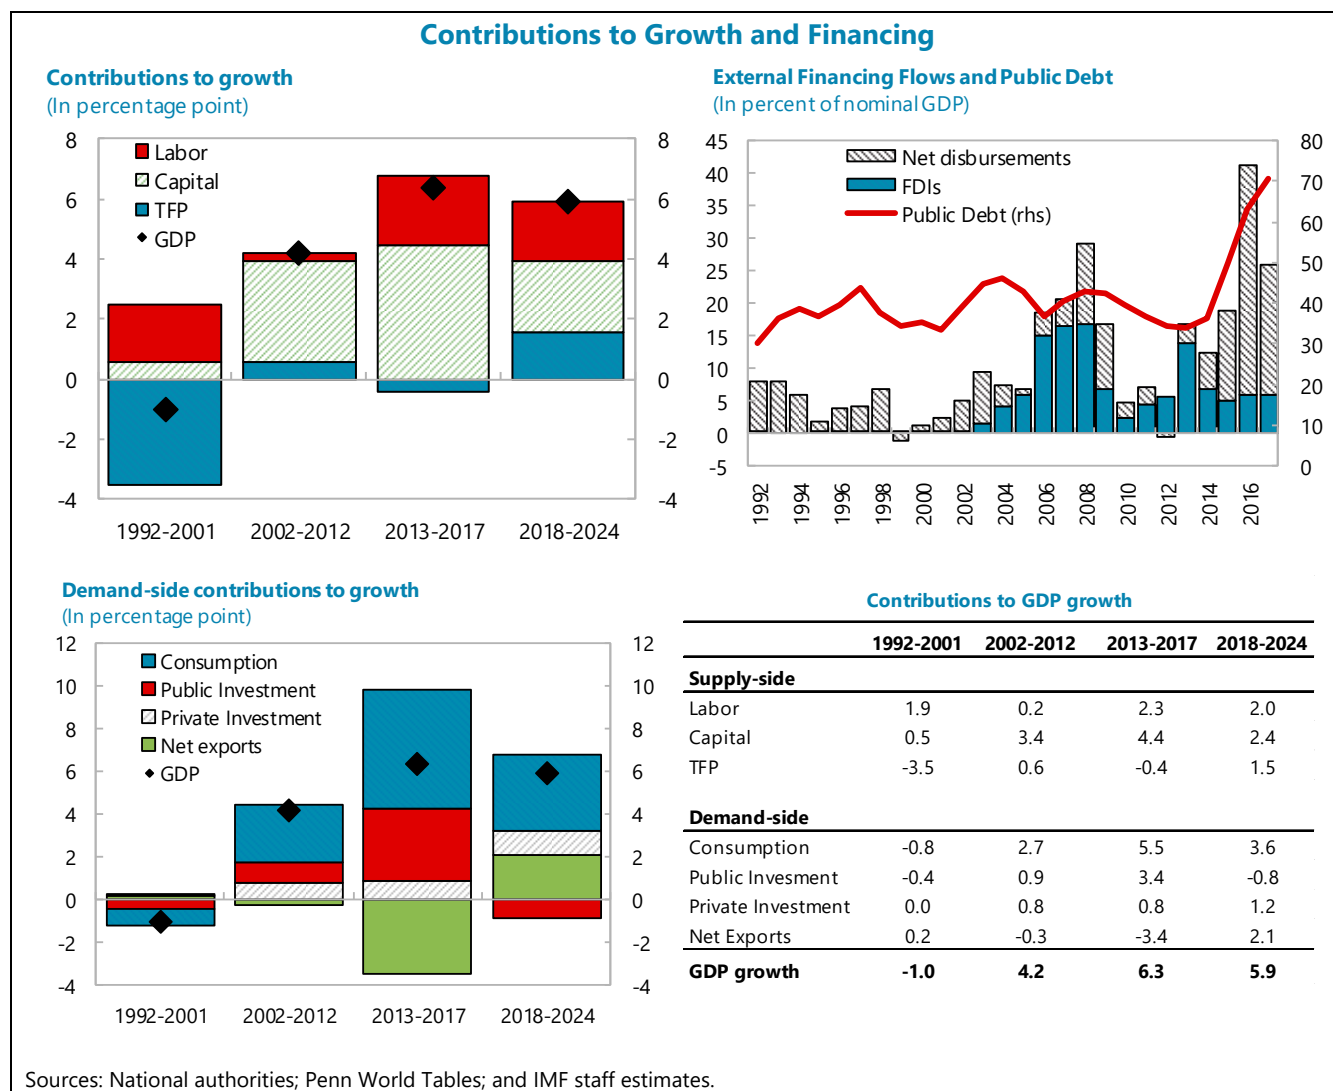 Contributions to Growth and Financing
Contributions to growth
(In percentage point)
8
6
4
2
0
-2
-4
8
6
4
2
0
-2
-4
Labor
Capital
TFP
GDP
1992-2001 2002-2012 2013-2017 2018-2024
External Financing Flows and Public Debt
(In percent of nominal GDP)
45
40
35
30
25
20
15
10
5
0
-5
80
70
60
50
40
30
20
10
0
Net disbursements
FDIs
Public Debt (rhs)
1992
1994
1996
1998
2000
2002
2004
2006
2008
2010
2012
2014
2016
Demand-side contributions to growth
(In percentage point)
12
10
8
6
4
2
0
-2
-4
12
10
8
6
4
2
0
-2
-4
Consumption
Public Investment
Private Investment
Net exports
GDP
1992-2001 2002-2012 2013-2017 2018-2024
Contributions to GDP growth
1992-2001 2002-2012 2013-2017 2018-2024
Supply-side
Labor 1.9 0.2 2.3 2.0
Capital 0.5 3.4 4.4 2.4
TFP -3.5 0.6 -0.4 1.5
Demand-side
Consumption -0.8 2.7 5.5 3.6
Public Invesment -0.4 0.9 3.4 -0.8
Private Investment 0.0 0.8 0.8 1.2
Net Exports 0.2 -0.3 -3.4 2.1
GDP growth -1.0 4.2 6.3 5.9
Sources: National authorities; Penn World Tables; and IMF staff estimates.